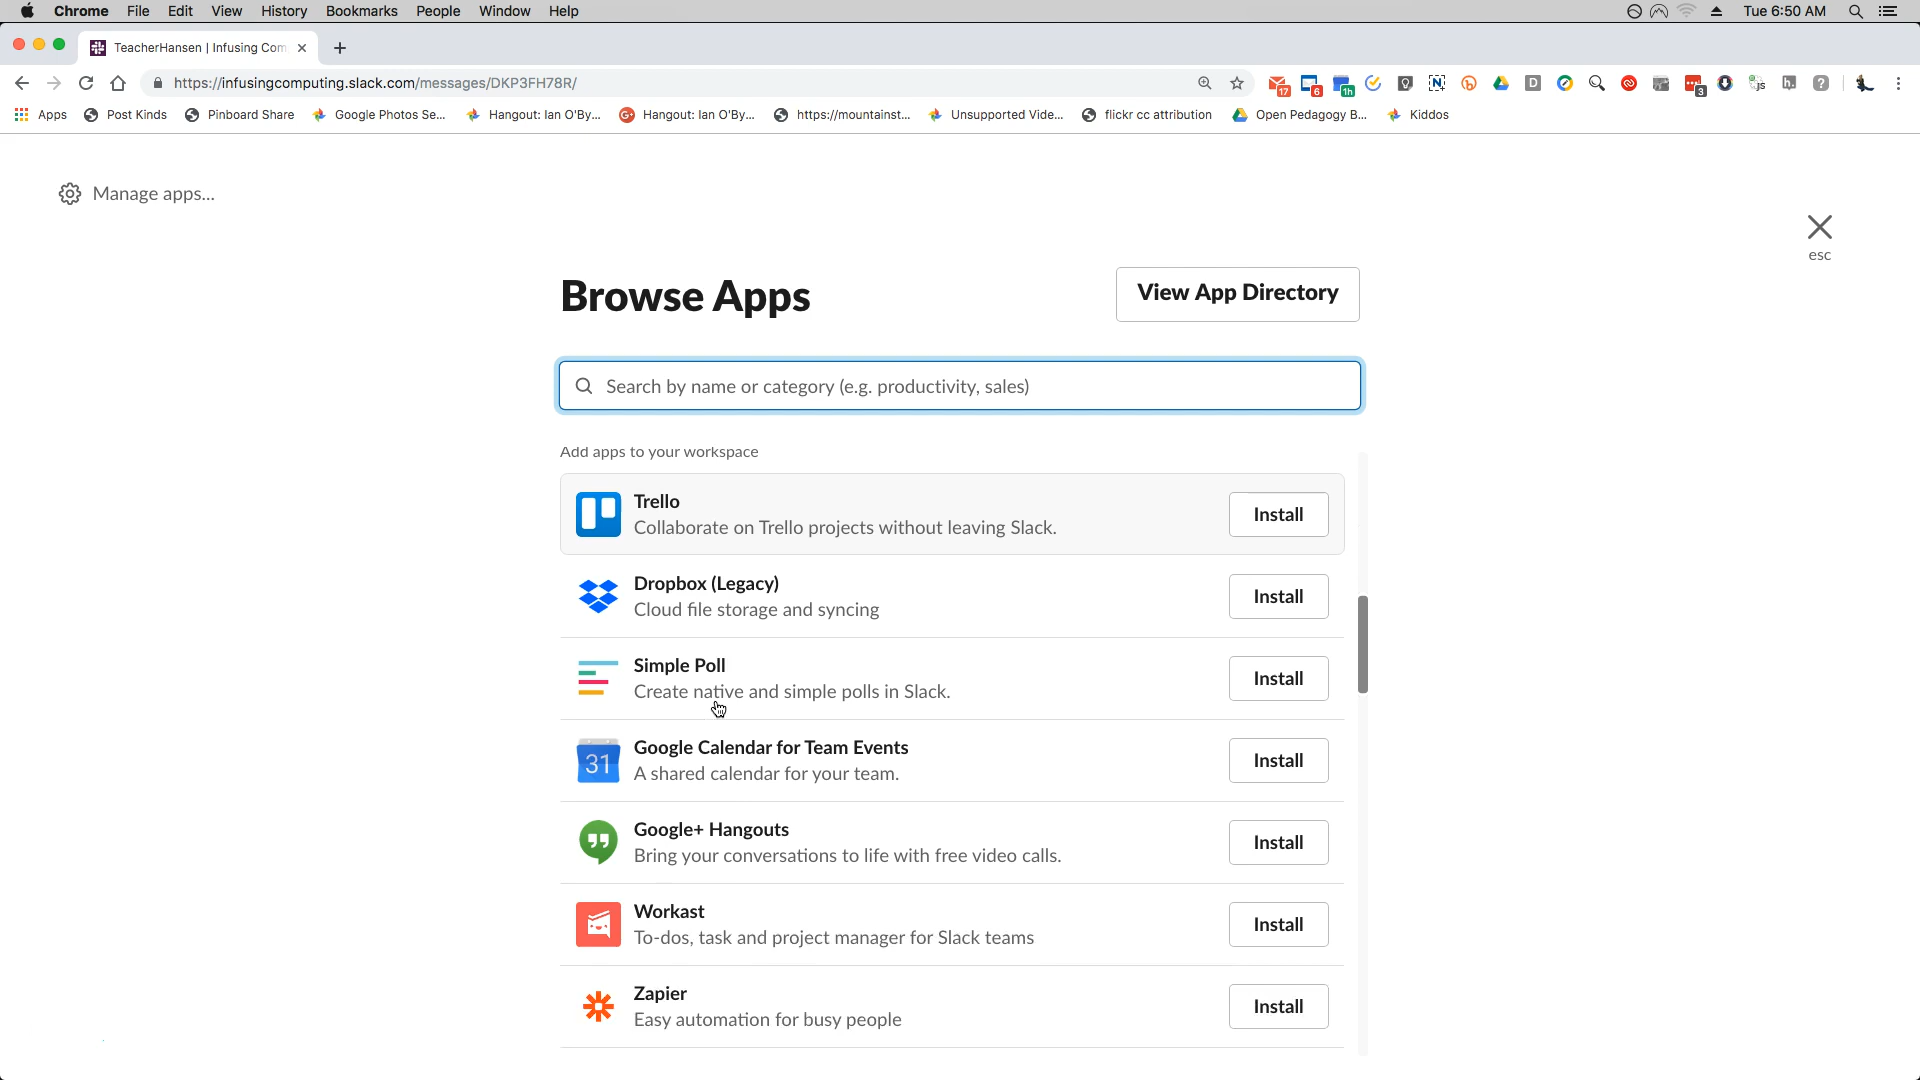 Chrome File Edit View History Bookmarks People Window Help Tue 6:50 AM
TeacherHansen | Infusing Com
https://infusingcomputing.slack.com/messages/DKP3FH78R/
17 6 1h N D 3 js h. ?
Apps Post Kinds Pinboard Share Google Photos Se... Hangout: Ian O'By... G+ Hangout: Ian O'By... https://mountainst... Unsupported Vide... flickr cc attribution Open Pedagogy B... Kiddos
Manage apps...
esc
Browse Apps
View App Directory
Search by name or category (e.g. productivity, sales)
Add apps to your workspace
Trello
Collaborate on Trello projects without leaving Slack.
Install
Dropbox (Legacy)
Cloud file storage and syncing
Install
Simple Poll
Create native and simple polls in Slack.
Install
31
Google Calendar for Team Events
A shared calendar for your team.
Install
Google+ Hangouts
Bring your conversations to life with free video calls.
Install
Workast
To-dos, task and project manager for Slack teams
Install
Zapier
Easy automation for busy people
Install